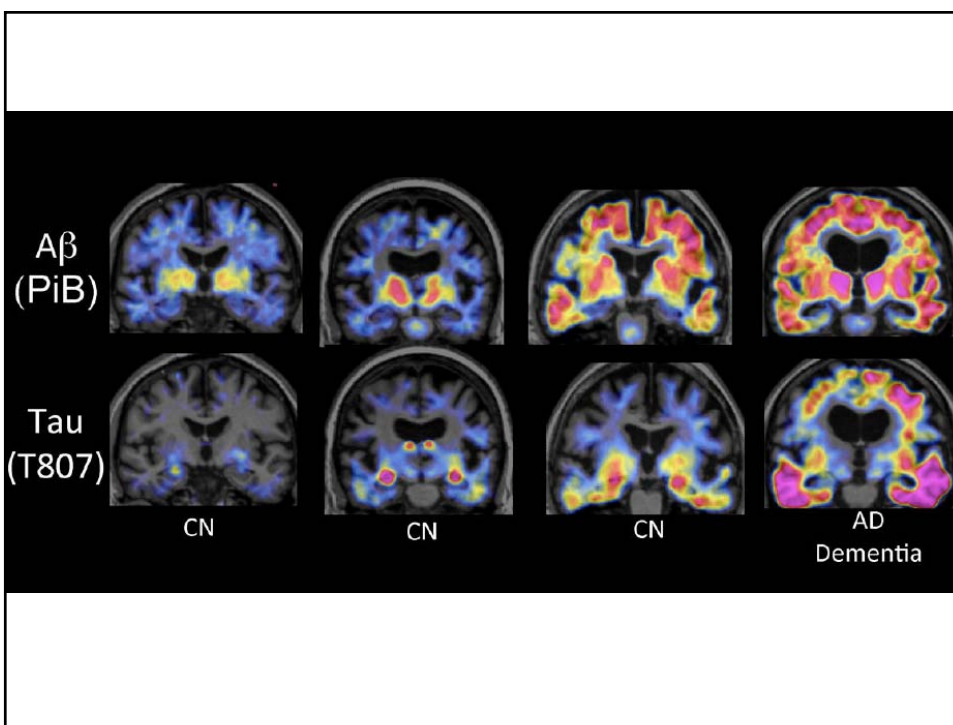 Aβ
(PiB)
Tau
(T807)
CN
CN
CN
AD
Dementia